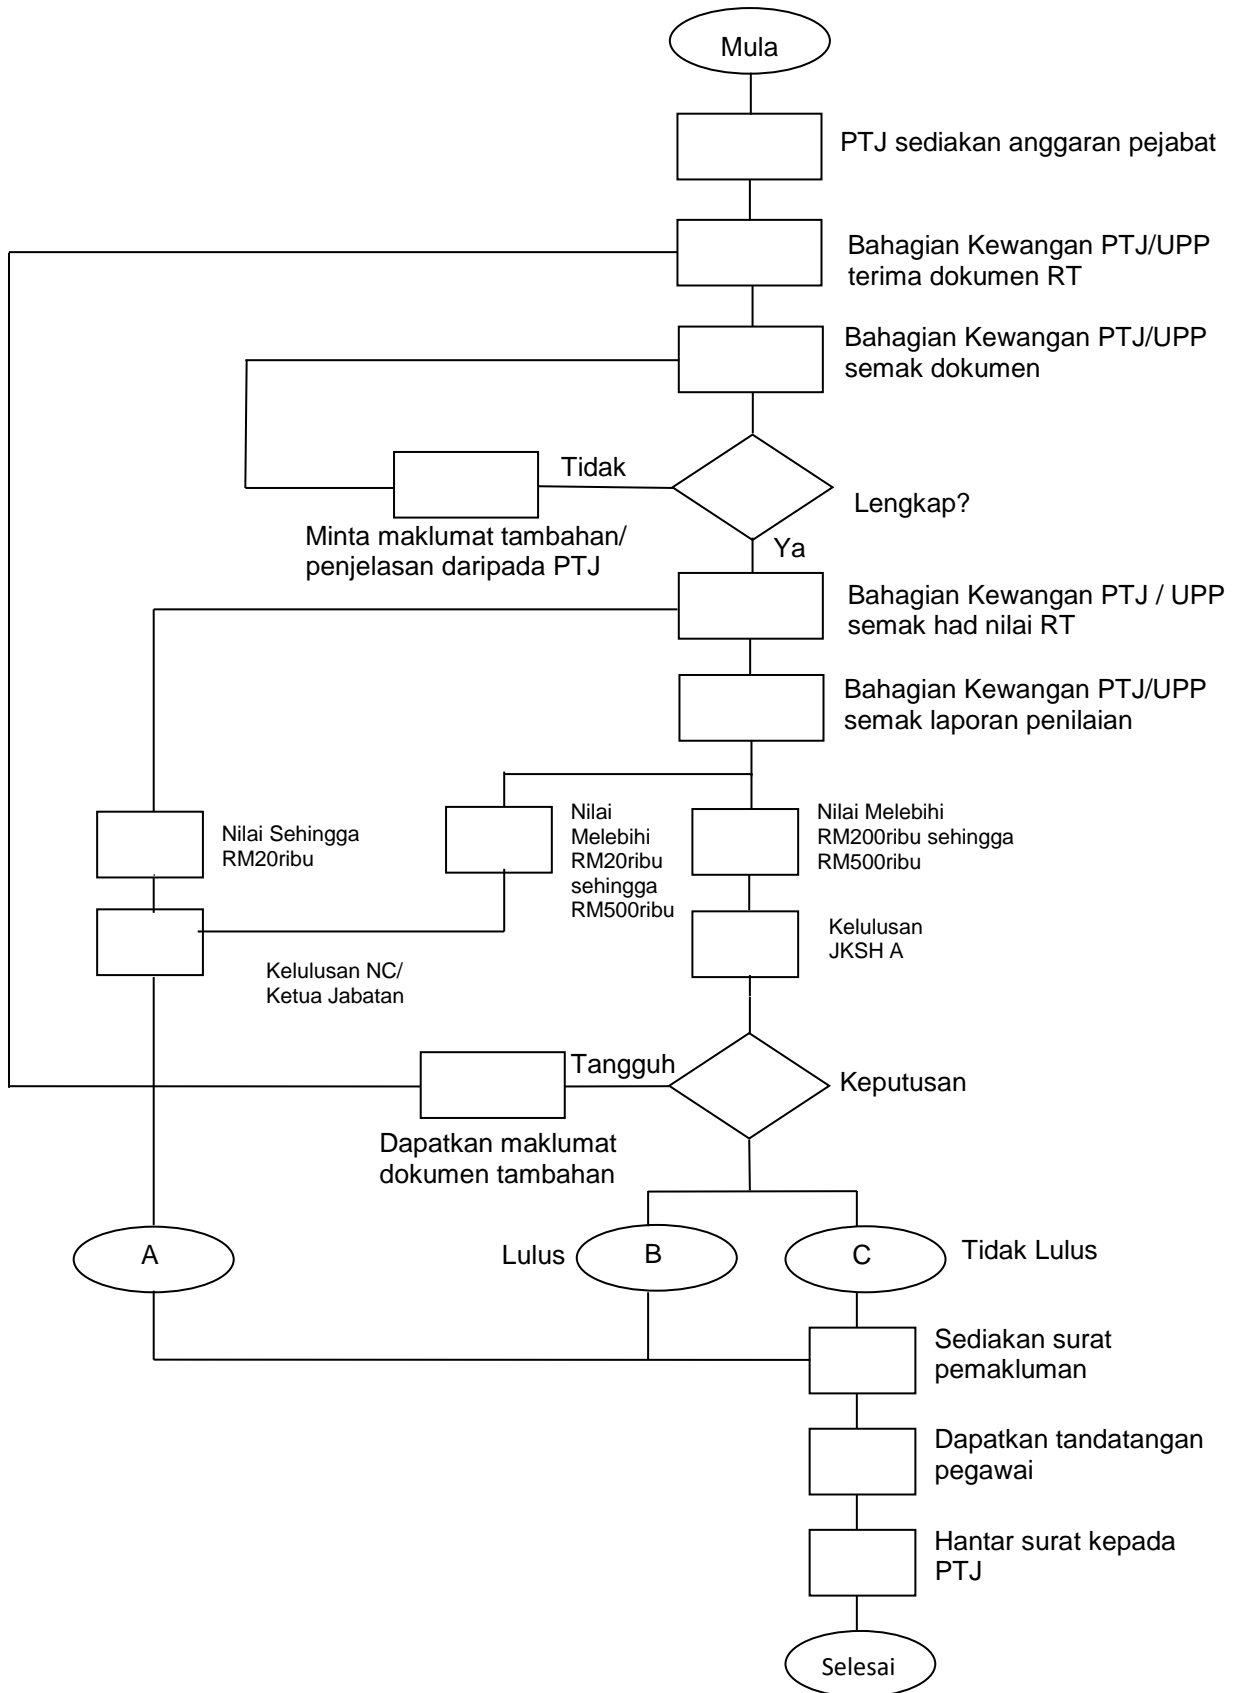 Mula
PTJ sediakan anggaran pejabat
Bahagian Kewangan PTJ/UPP
terima dokumen RT
Bahagian Kewangan PTJ/UPP
semak dokumen
Tidak
Lengkap?
Minta maklumat tambahan/
penjelasan daripada PTJ
Ya
Bahagian Kewangan PTJ / UPP
semak had nilai RT
Bahagian Kewangan PTJ/UPP
semak laporan penilaian
Nilai Sehingga
RM20ribu
Nilai
Melebihi
RM20ribu
sehingga
RM500ribu
Nilai Melebihi
RM200ribu sehingga
RM500ribu
Kelulusan NC/
Ketua Jabatan
Kelulusan
JKSH A
Tangguh
Keputusan
Dapatkan maklumat
dokumen tambahan
A
Lulus
B
C
Tidak Lulus
Sediakan surat
pemakluman
Dapatkan tandatangan
pegawai
Hantar surat kepada
PTJ
Selesai